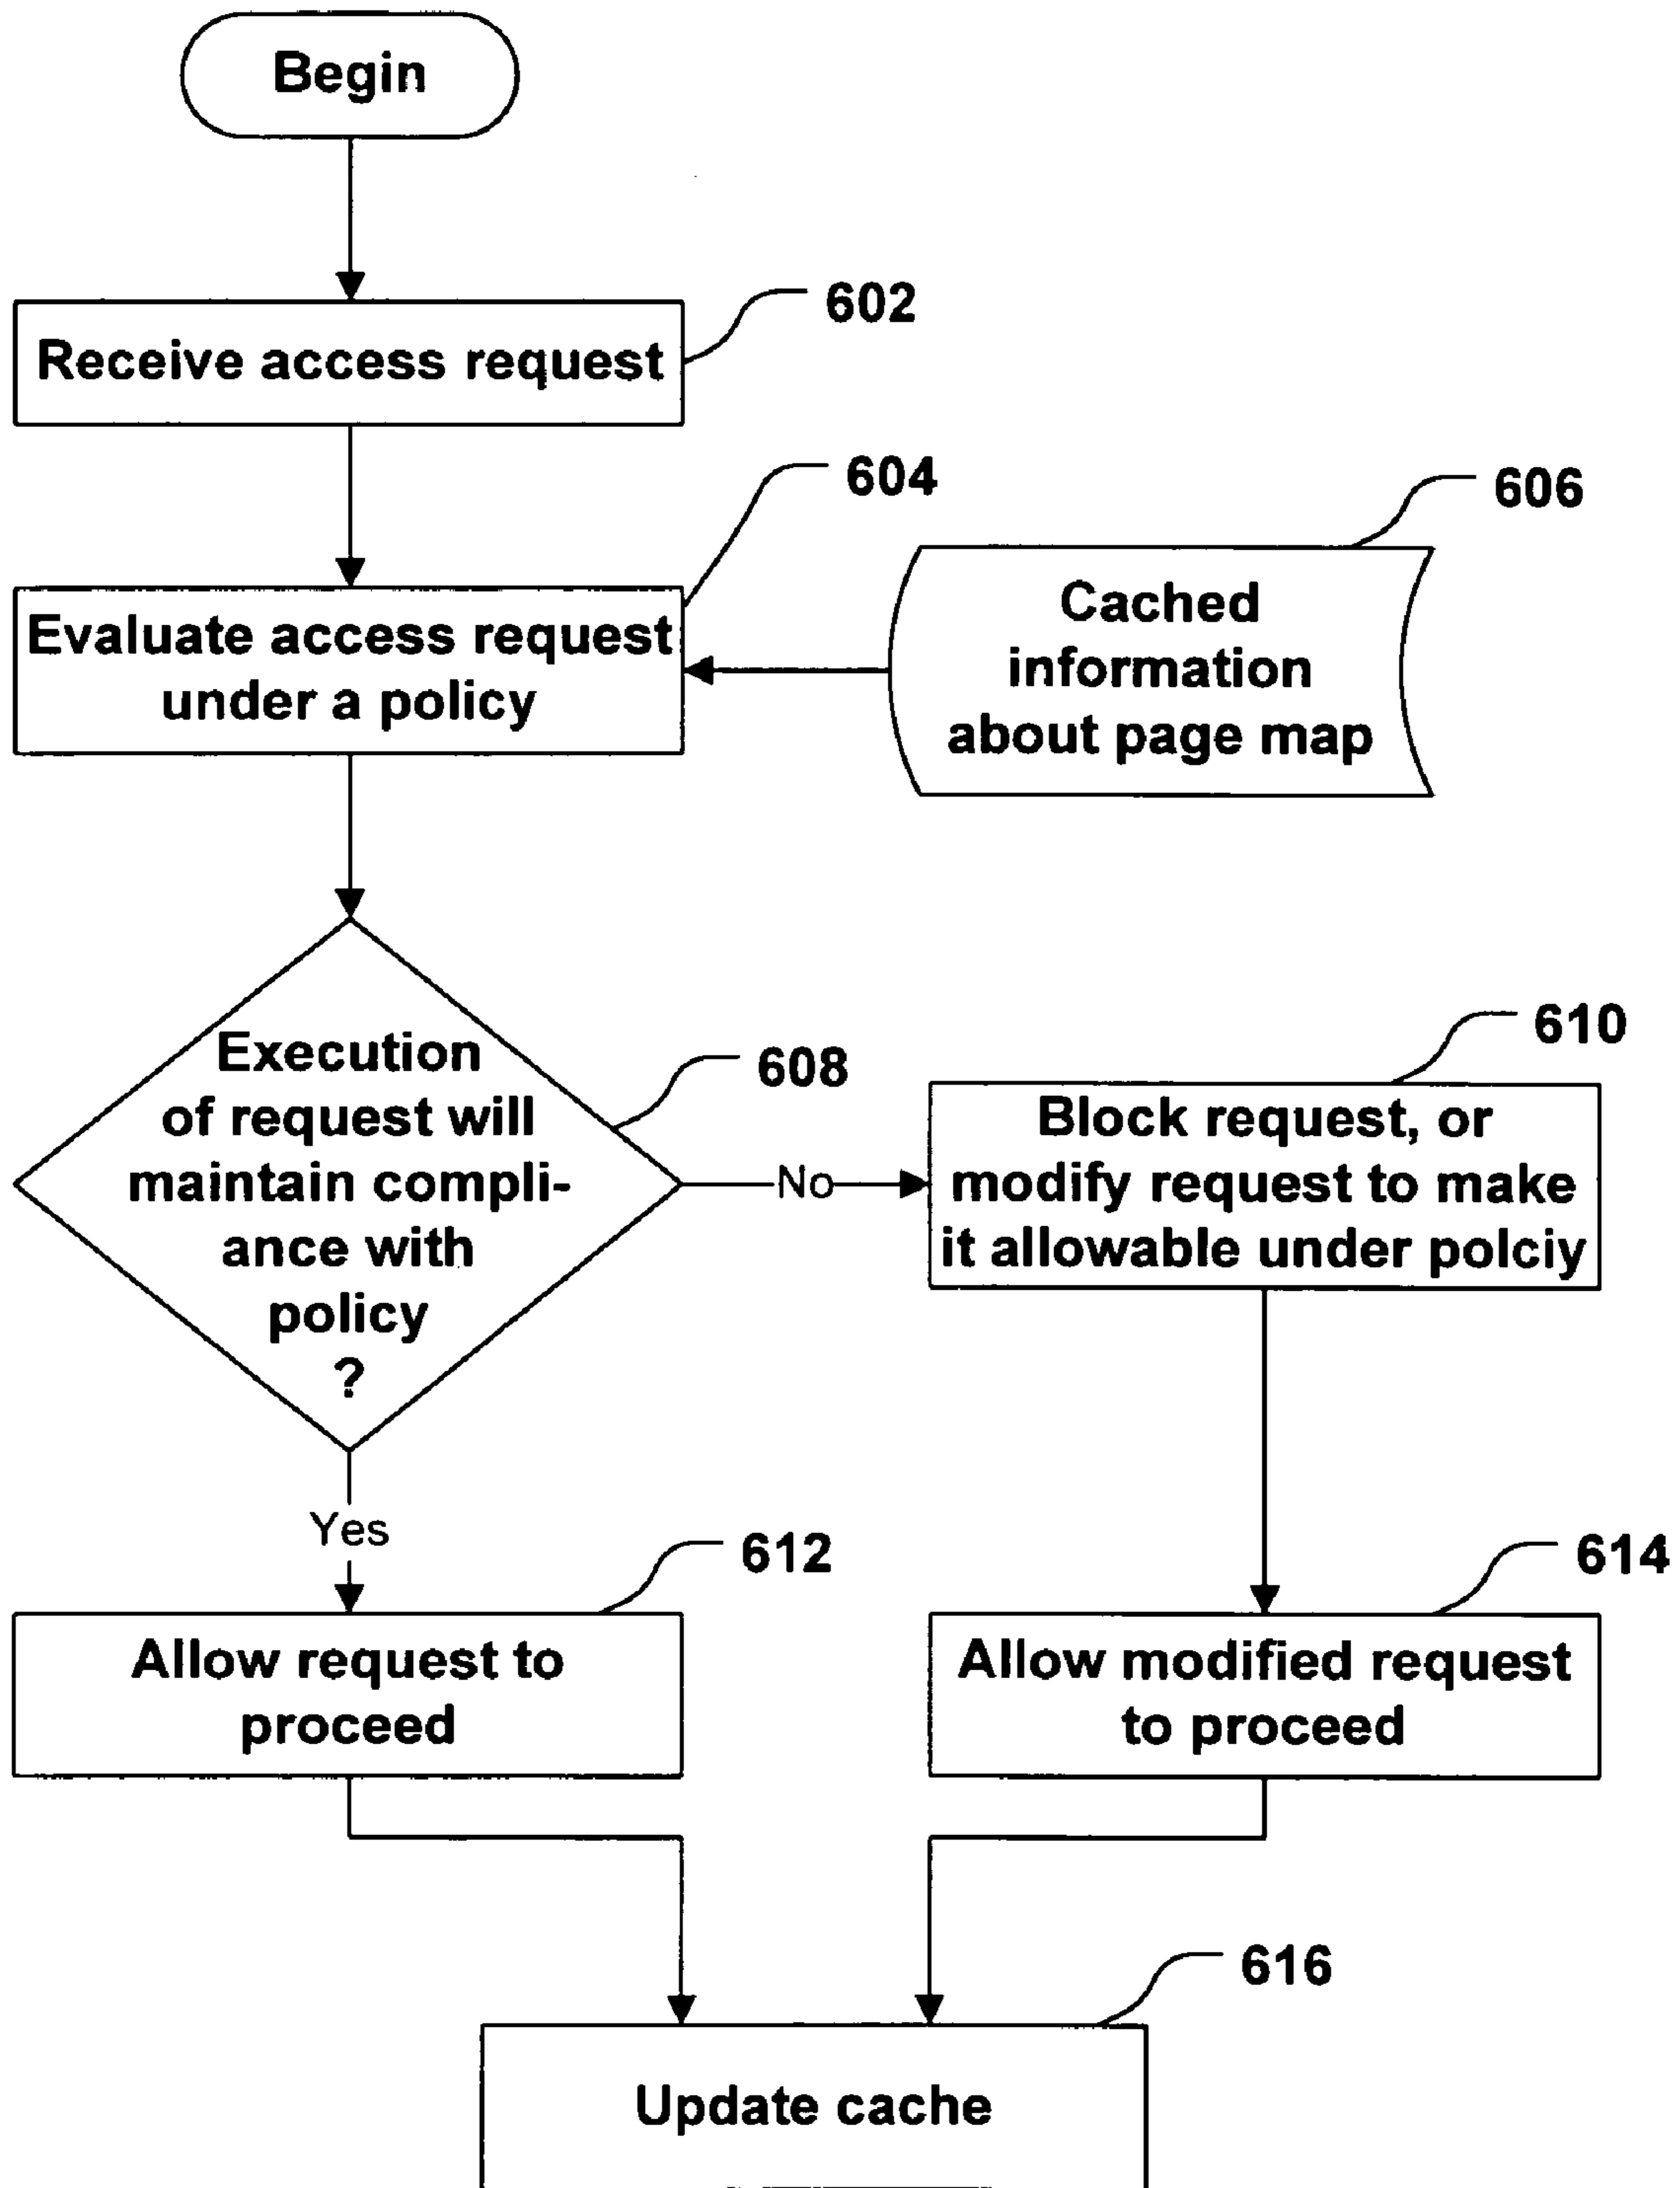 Begin
602
Receive access request
604
606
Evaluate access request
under a policy
Cached
information
about page map
608
Execution
of request will
maintain compli-
ance with
policy
?
No
610
Block request, or
modify request to make
it allowable under polciy
Yes
612
Allow request to
proceed
614
Allow modified request
to proceed
616
Update cache